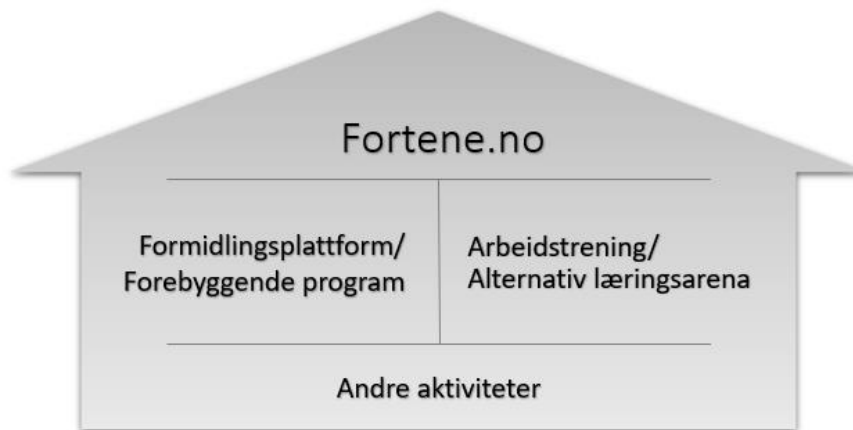 Fortene.no
Formidlingsplattform/
Forebyggende program
Arbeidstrening/
Alternativ læringsarena
Andre aktiviteter